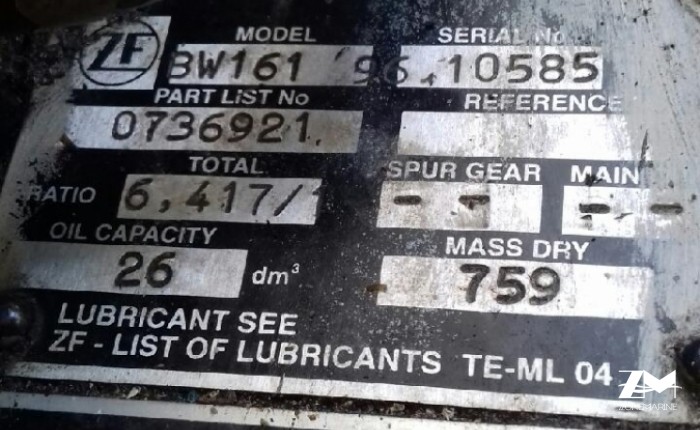 ZF
MODEL SERIAL No
BW161 96.10585
PART LIST No REFERENCE
0736921.
TOTAL SPUR GEAR MAIN
RATIO 6,417/1 - - - -
OIL CAPACITY MASS DRY
26 dm³ 759
LUBRICANT SEE
ZF - LIST OF LUBRICANTS TE-ML 04
ZM